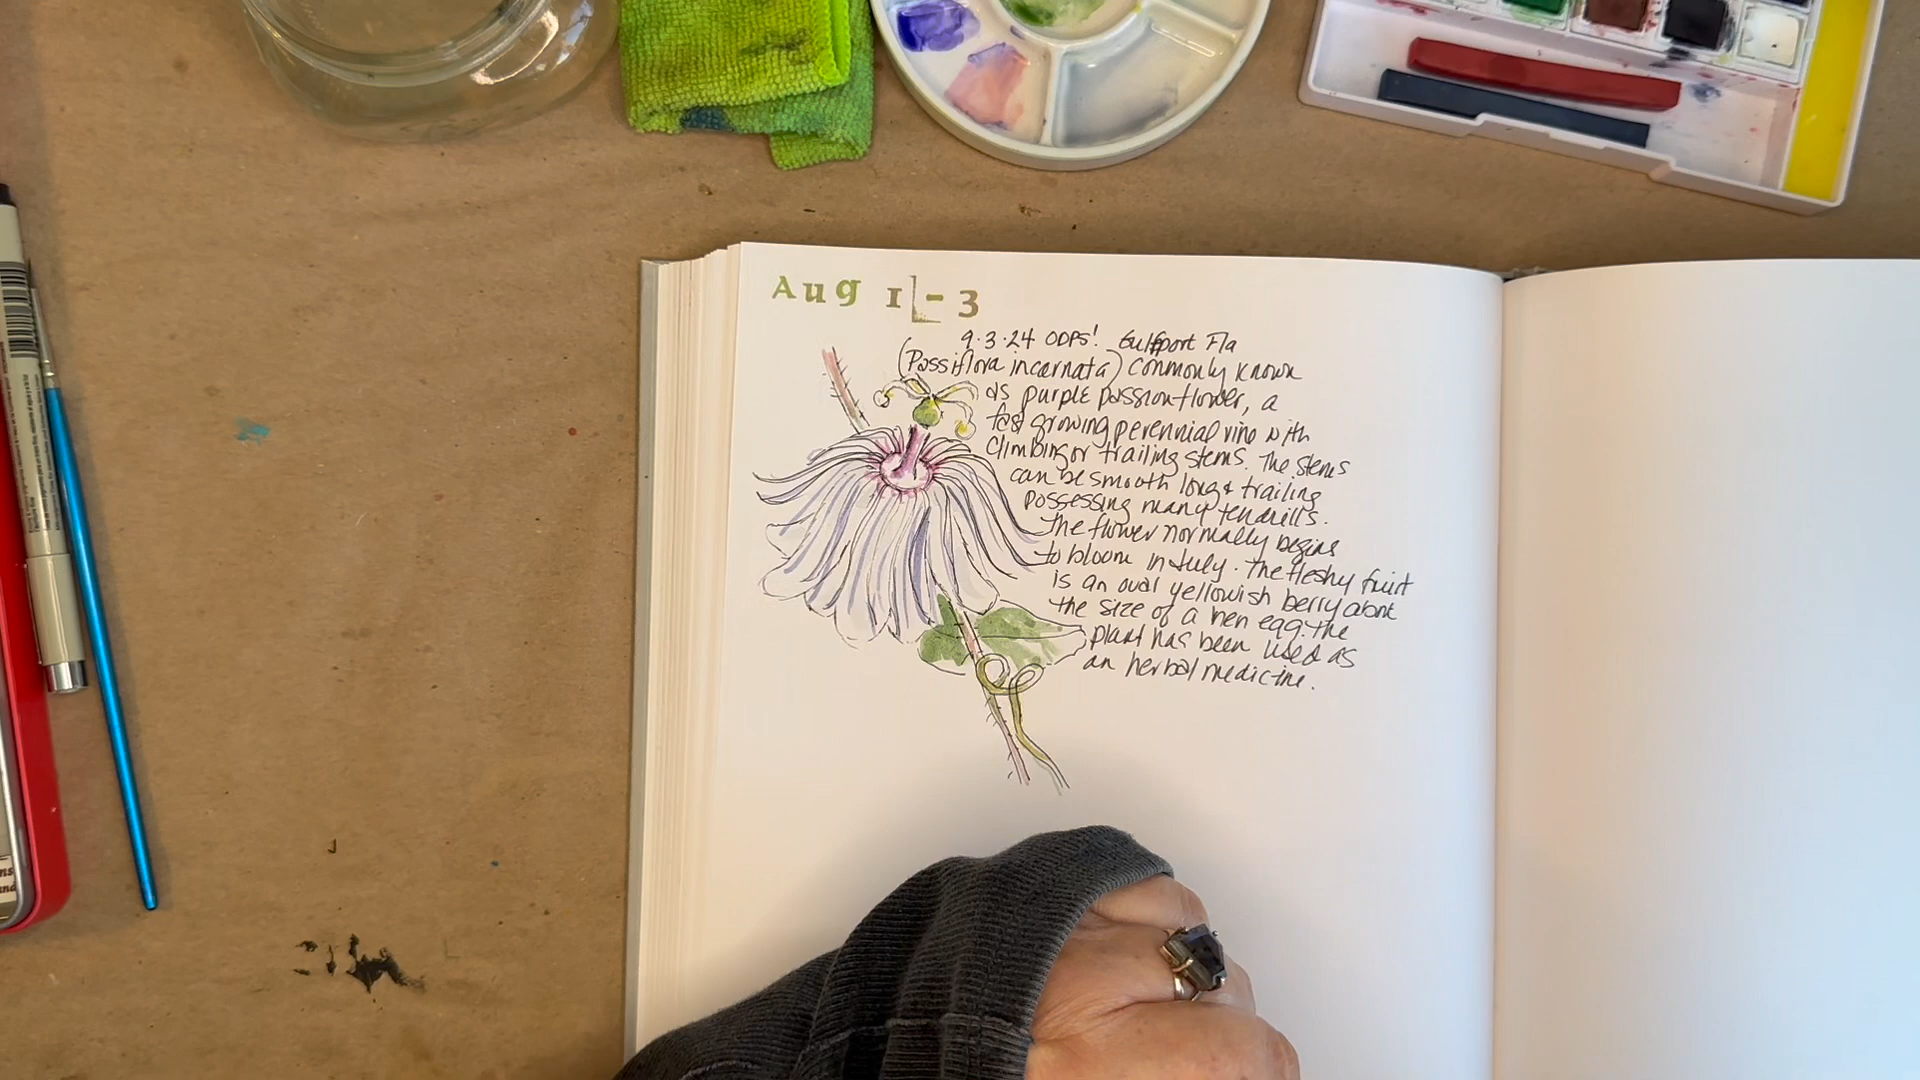 Aug 1 - 3
9.3.24 OOPS! Gulfport Fla
(Passiflora incarnata) Commonly known
as purple passionflower, a
fast growing perennial vine with
climbing or trailing stems. The stems
can be smooth long & trailing
possessing many tendrills.
The flower normally begins
to bloom in July. The fleshy fruit
is an oval yellowish berry about
the size of a hen egg. The
plant has been used as
an herbal medicine.